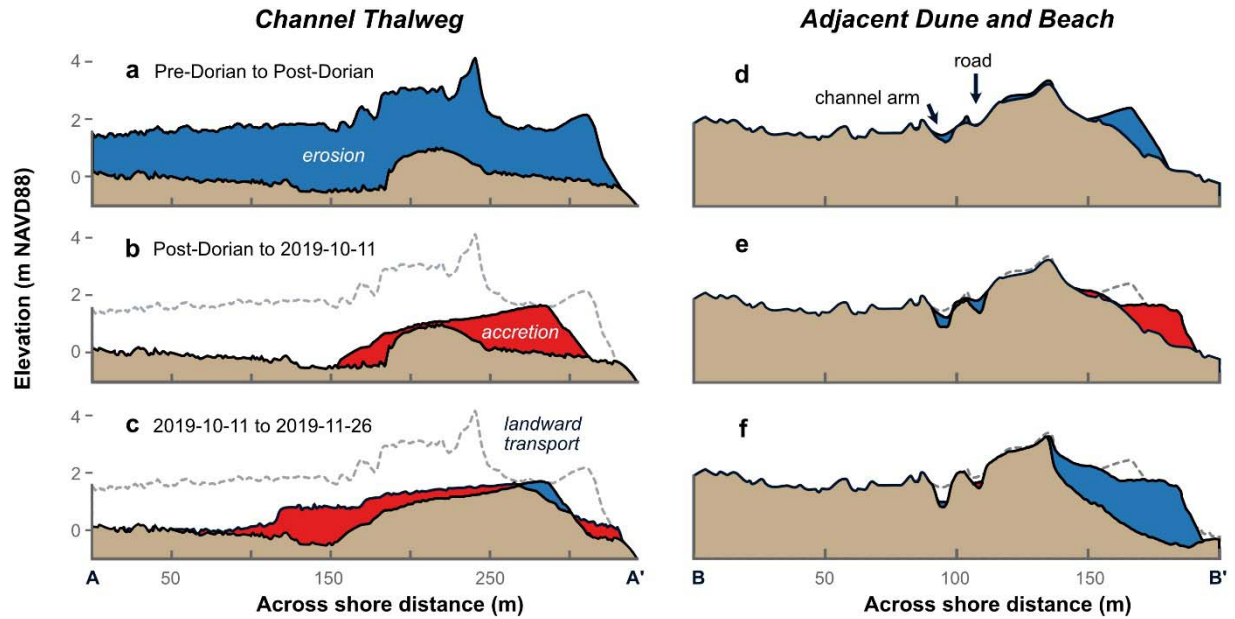 Channel Thalweg
Adjacent Dune and Beach
Elevation (m NAVD88)
a Pre-Dorian to Post-Dorian
erosion
4
2
0
d
channel arm
road
b Post-Dorian to 2019-10-11
accretion
4
2
0
e
c 2019-10-11 to 2019-11-26
landward
transport
4
2
0
f
A 50 150 250 A'
Across shore distance (m)
B 50 100 150 B'
Across shore distance (m)